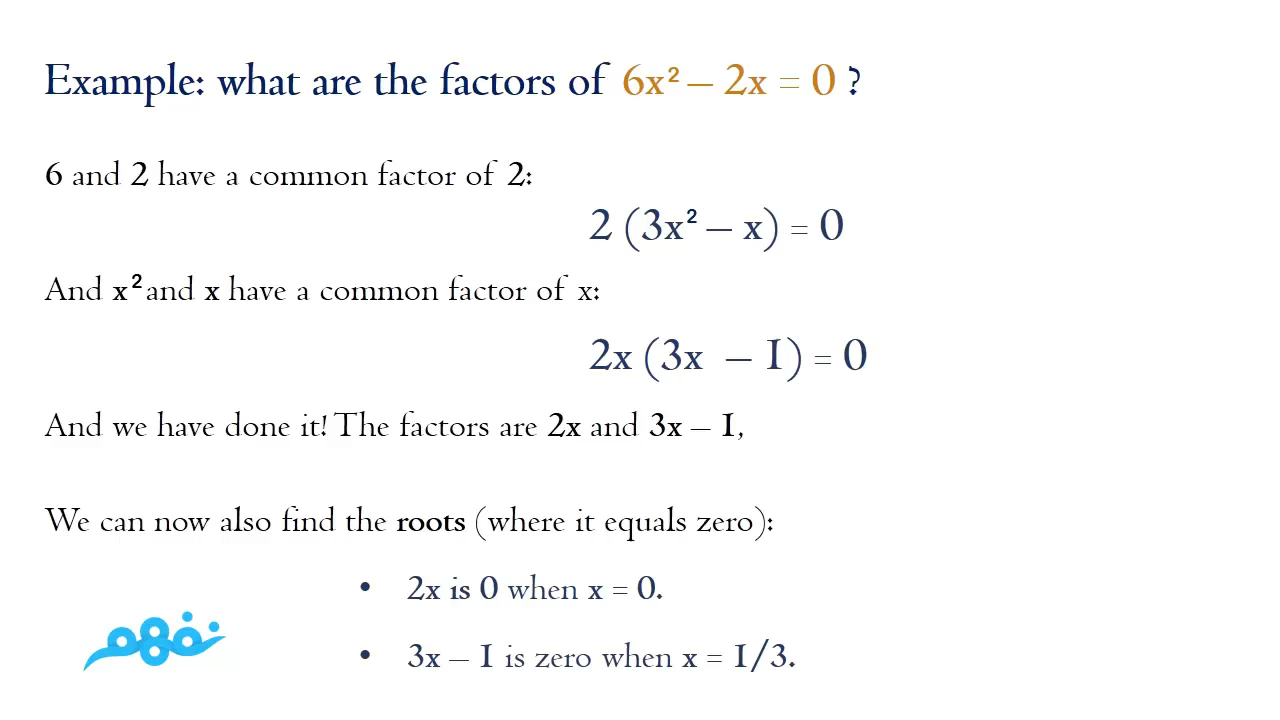 Example: what are the factors of 6x² – 2x = 0 ?
6 and 2 have a common factor of 2:
2 (3x² – x) = 0
And x² and x have a common factor of x:
2x (3x – 1) = 0
And we have done it! The factors are 2x and 3x – 1,
We can now also find the roots (where it equals zero):
• 2x is 0 when x = 0.
• 3x – 1 is zero when x = 1/3.
نفهم